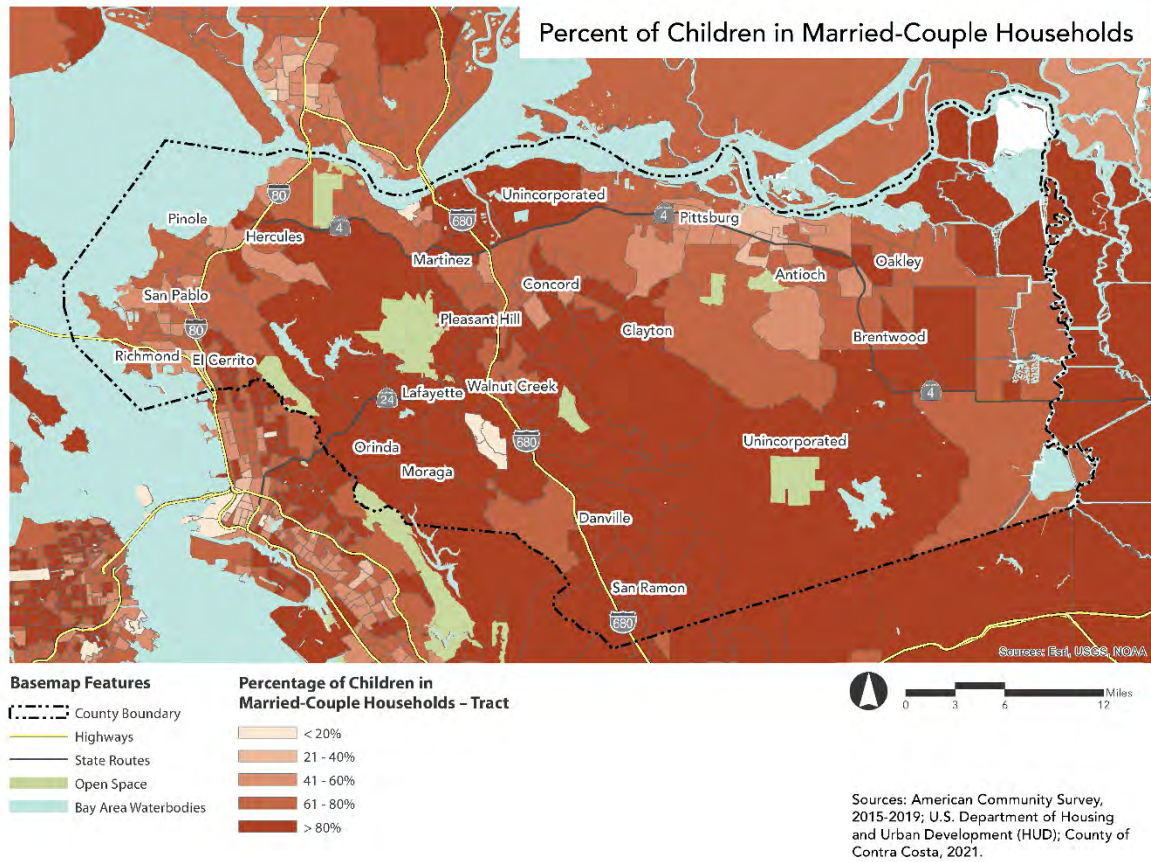 Percent of Children in Married-Couple Households
Unincorporated
80
Pinole
680
4
Pittsburg
Hercules
4
4
Martinez
Oakley
Antioch
Concord
San Pablo
Pleasant Hill
80
Clayton
Brentwood
Richmond
El Cerrito
Walnut Creek
Lafayette
24
4
680
Unincorporated
Orinda
Moraga
Danville
San Ramon
680
Sources: Esri, USGS, NOAA
Basemap Features
County Boundary
Highways
State Routes
Open Space
Bay Area Waterbodies
Percentage of Children in
Married-Couple Households – Tract
< 20%
21 - 40%
41 - 60%
61 - 80%
> 80%
Miles
0 3 6 12
Sources: American Community Survey,
2015-2019; U.S. Department of Housing
and Urban Development (HUD); County of
Contra Costa, 2021.